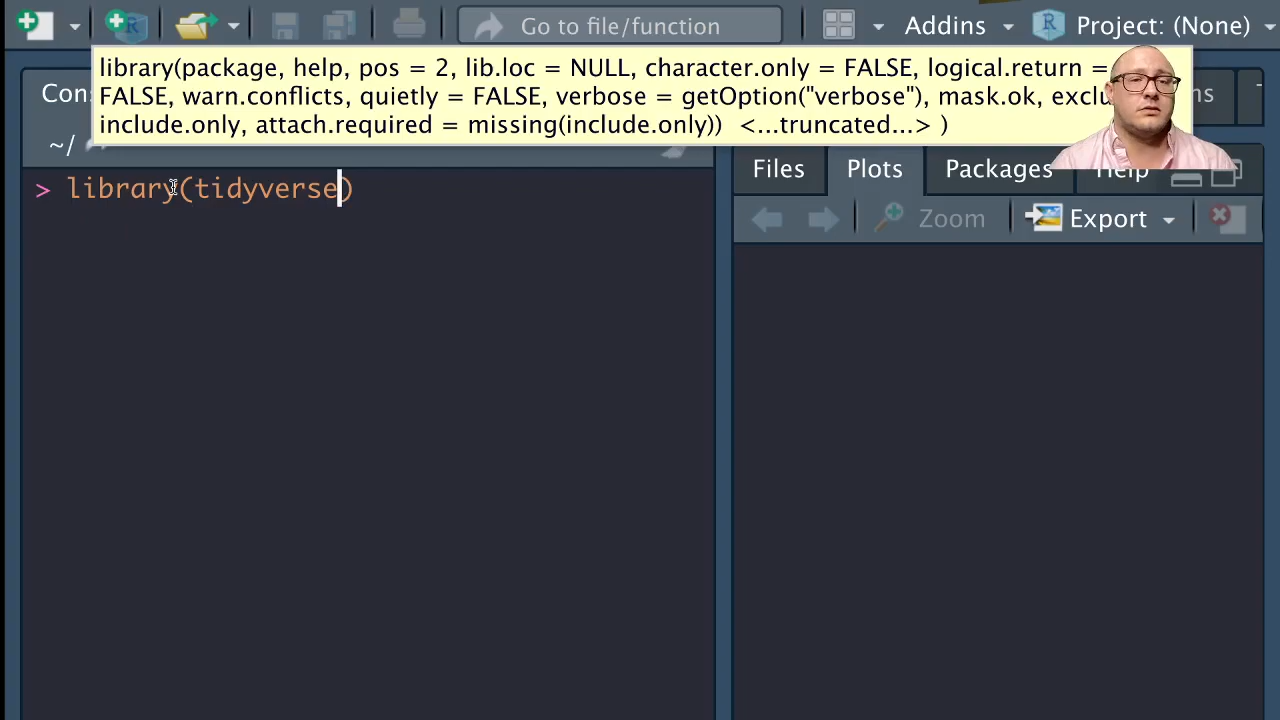 Go to file/function
Addins
Project: (None)
library(package, help, pos = 2, lib.loc = NULL, character.only = FALSE, logical.return =
FALSE, warn.conflicts, quietly = FALSE, verbose = getOption("verbose"), mask.ok, exclu
include.only, attach.required = missing(include.only)) <...truncated...> )
Cons
~/
> library(tidyverse)
Files Plots Packages Help
Zoom Export